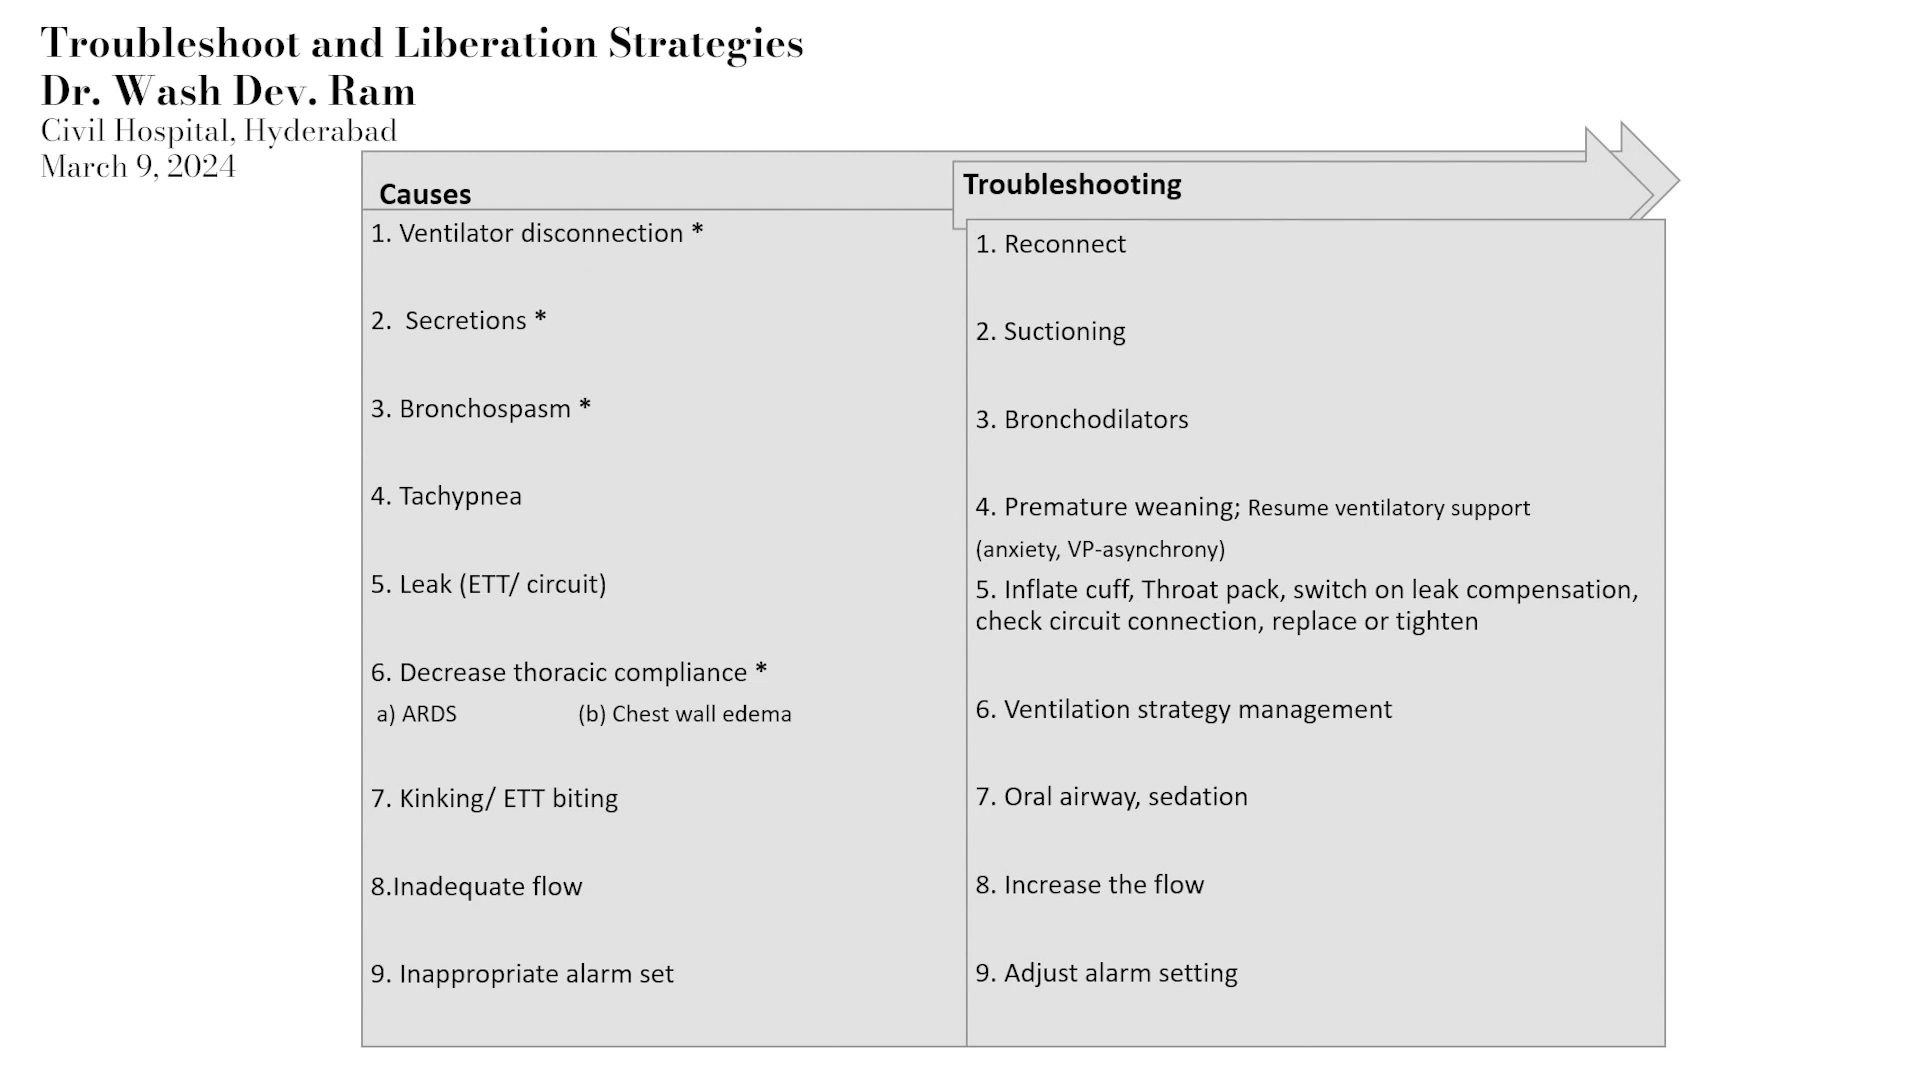 Troubleshoot and Liberation Strategies
Dr. Wash Dev. Ram
Civil Hospital, Hyderabad
March 9, 2024
Causes
1. Ventilator disconnection *
2.  Secretions *
3. Bronchospasm *
4. Tachypnea
5. Leak (ETT/ circuit)
6. Decrease thoracic compliance *
a) ARDS (b) Chest wall edema
7. Kinking/ ETT biting
8.Inadequate flow
9. Inappropriate alarm set
Troubleshooting
1. Reconnect
2. Suctioning
3. Bronchodilators
4. Premature weaning; Resume ventilatory support
(anxiety, VP-asynchrony)
5. Inflate cuff, Throat pack, switch on leak compensation,
check circuit connection, replace or tighten
6. Ventilation strategy management
7. Oral airway, sedation
8. Increase the flow
9. Adjust alarm setting